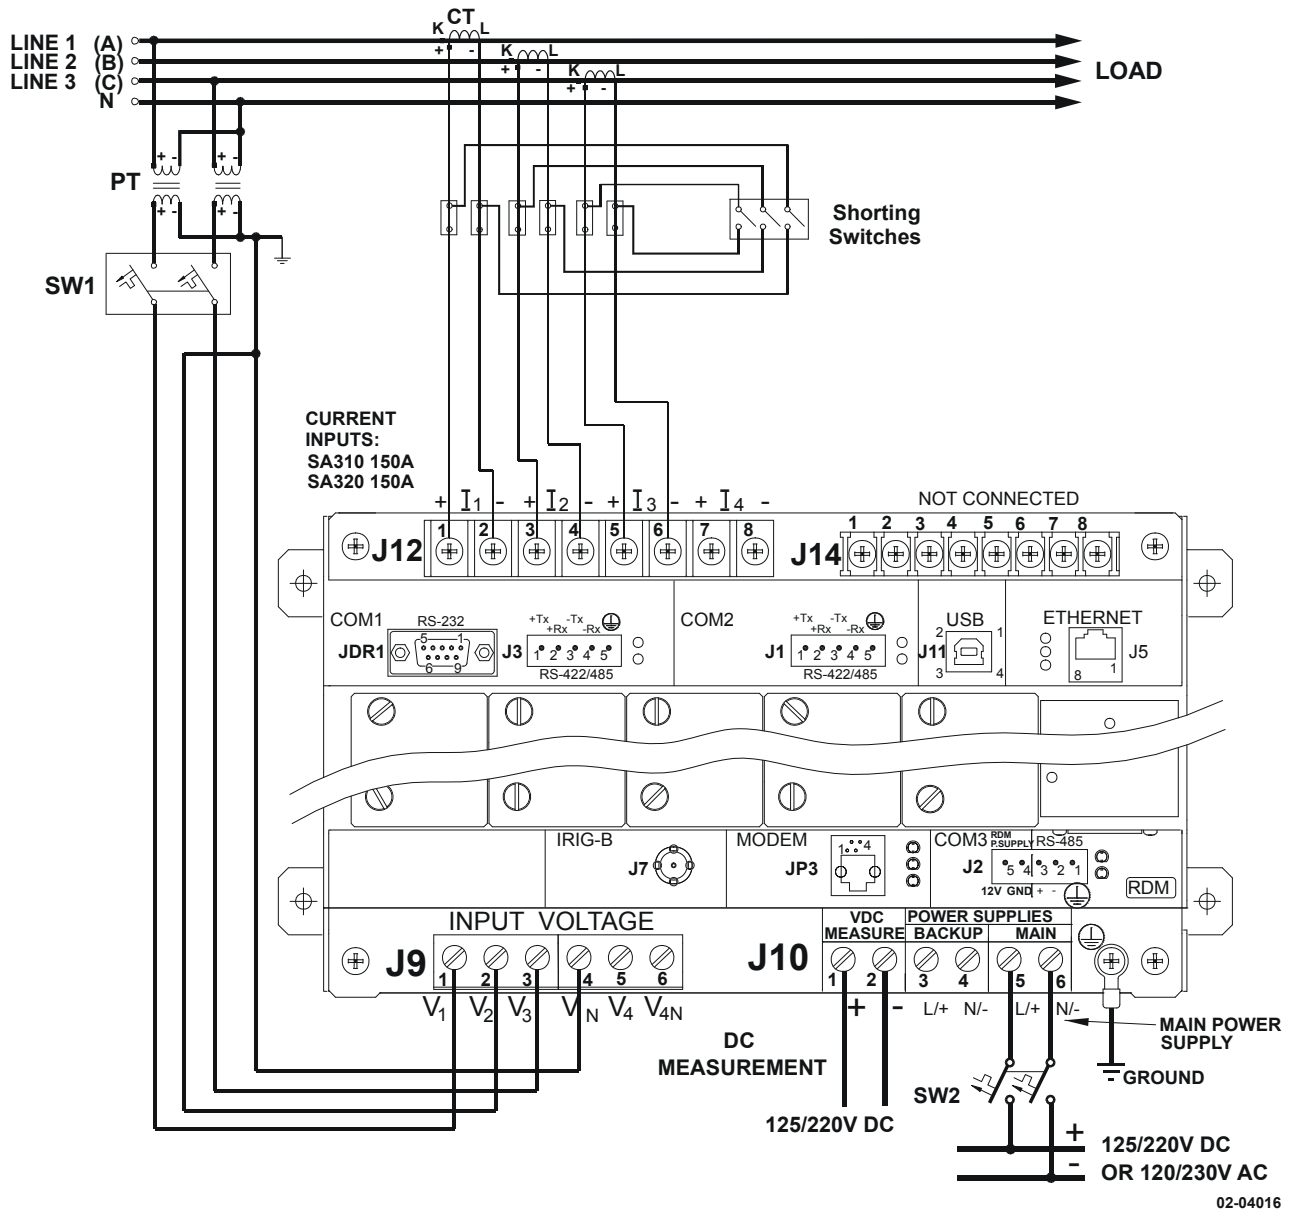 CT
K L
+ -
LINE 1 (A)
LINE 2 (B)
LINE 3 (C)
N
K L
+ -
K L
+ -
LOAD
+ - + -
PT
+ - + -
Shorting
Switches
SW1
CURRENT
INPUTS:
SA310 150A
SA320 150A
+ I1 - + I2 - + I3 - + I4 -
NOT CONNECTED
J12 1 2 3 4 5 6 7 8
J14 1 2 3 4 5 6 7 8
COM1 RS-232
JDR1 5 1 6 9
+Tx -Tx
+Rx -Rx
J3 1 2 3 4 5
RS-422/485
COM2
+Tx -Tx
+Rx -Rx
J1 1 2 3 4 5
RS-422/485
USB
2 1
J11
3 4
ETHERNET
J5
8 1
IRIG-B
J7
MODEM
1 4
JP3
COM3 RDM
P.SUPPLY RS-485
J2 5 4 3 2 1
12V GND + -
RDM
INPUT VOLTAGE
J9 1 2 3 4 5 6
V1 V2 V3 VN V4 V4N
VDC
MEASURE
POWER SUPPLIES
BACKUP MAIN
J10 1 2 3 4 5 6
+ - L/+ N/- L/+ N/-
DC
MEASUREMENT
125/220V DC
MAIN POWER
SUPPLY
GROUND
SW2
+ 125/220V DC
- OR 120/230V AC
02-04016